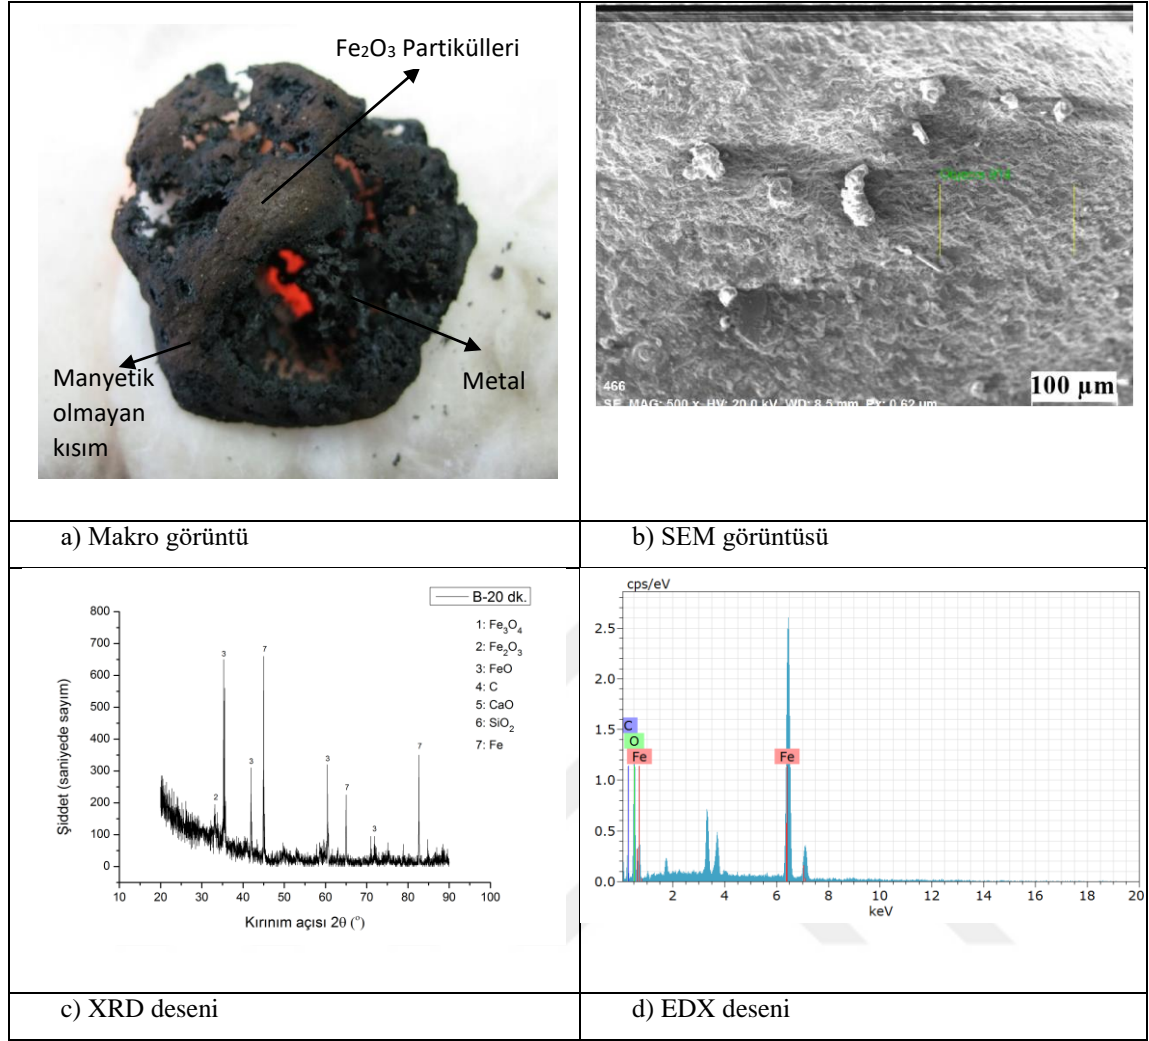 Fe₂O₃ Partikülleri
Manyetik
olmayan
kısım
Metal
466
SE MAG: 500 x HV: 20.0 kV WD: 8.5 mm Px: 0.62 µm
100 µm
a) Makro görüntü
b) SEM görüntüsü
B-20 dk.
1: Fe₃O₄
2: Fe₂O₃
3: FeO
4: C
5: CaO
6: SiO₂
7: Fe
Şiddet (saniyede sayım)
800
700
600
500
400
300
200
100
0
2
3
3
7
3
7
3
7
10 20 30 40 50 60 70 80 90 100
Kırınım açısı 2θ (°)
cps/eV
2.5
2.0
1.5
1.0
0.5
0.0
C
O
Fe
Fe
2 4 6 8 10 12 14 16 18 20
keV
c) XRD deseni
d) EDX deseni